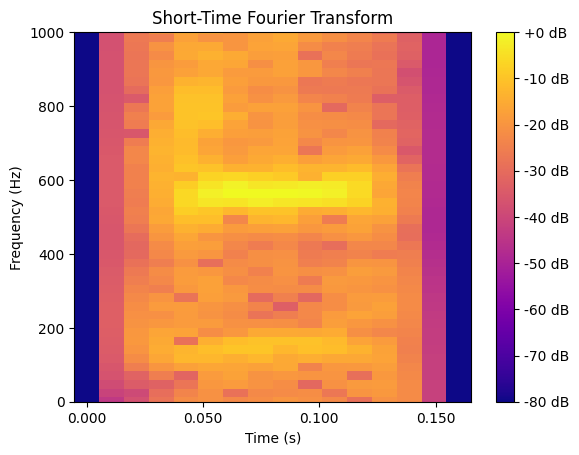 Short-Time Fourier Transform
1000
800
600
400
200
0
Frequency (Hz)
0.000
0.050
0.100
0.150
Time (s)
+0 dB
-10 dB
-20 dB
-30 dB
-40 dB
-50 dB
-60 dB
-70 dB
-80 dB